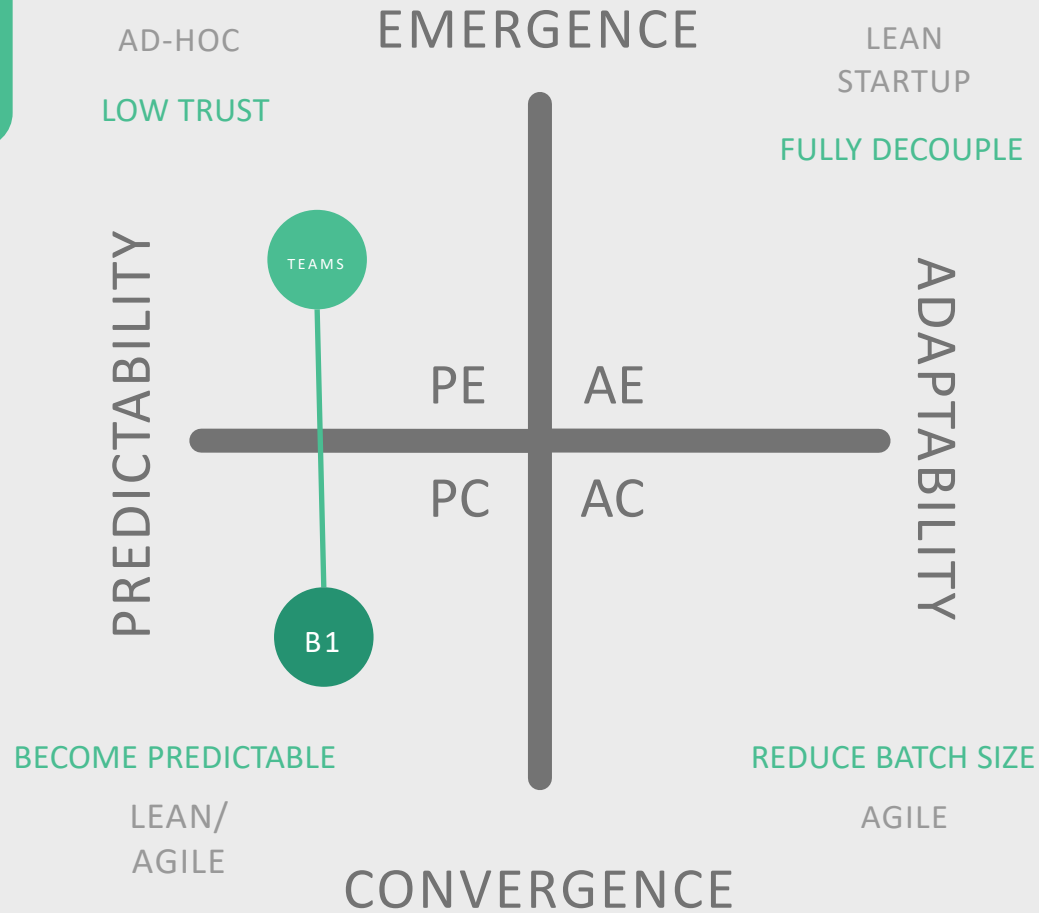 EMERGENCE
AD-HOC
LOW TRUST
LEAN
STARTUP
FULLY DECOUPLE
PREDICTABILITY
TEAMS
ADAPTABILITY
PE
AE
PC
AC
B1
BECOME PREDICTABLE
LEAN/
AGILE
REDUCE BATCH SIZE
AGILE
CONVERGENCE